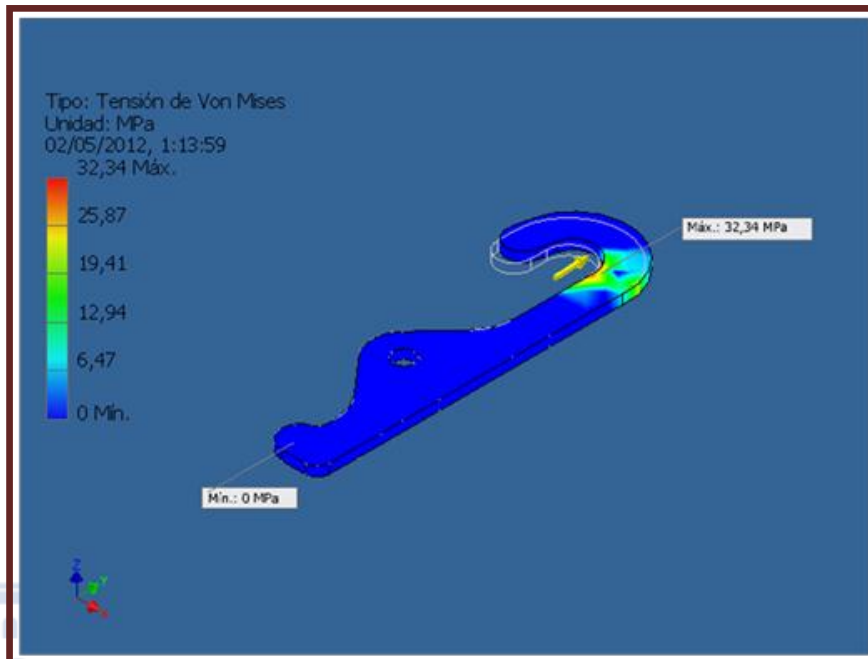 Tipo: Tensión de Von Mises
Unidad: MPa
02/05/2012, 1:13:59
32,34 Máx.
25,87
19,41
12,94
6,47
0 Mín.
Máx.: 32,34 MPa
Mín.: 0 MPa
Z
Y
X